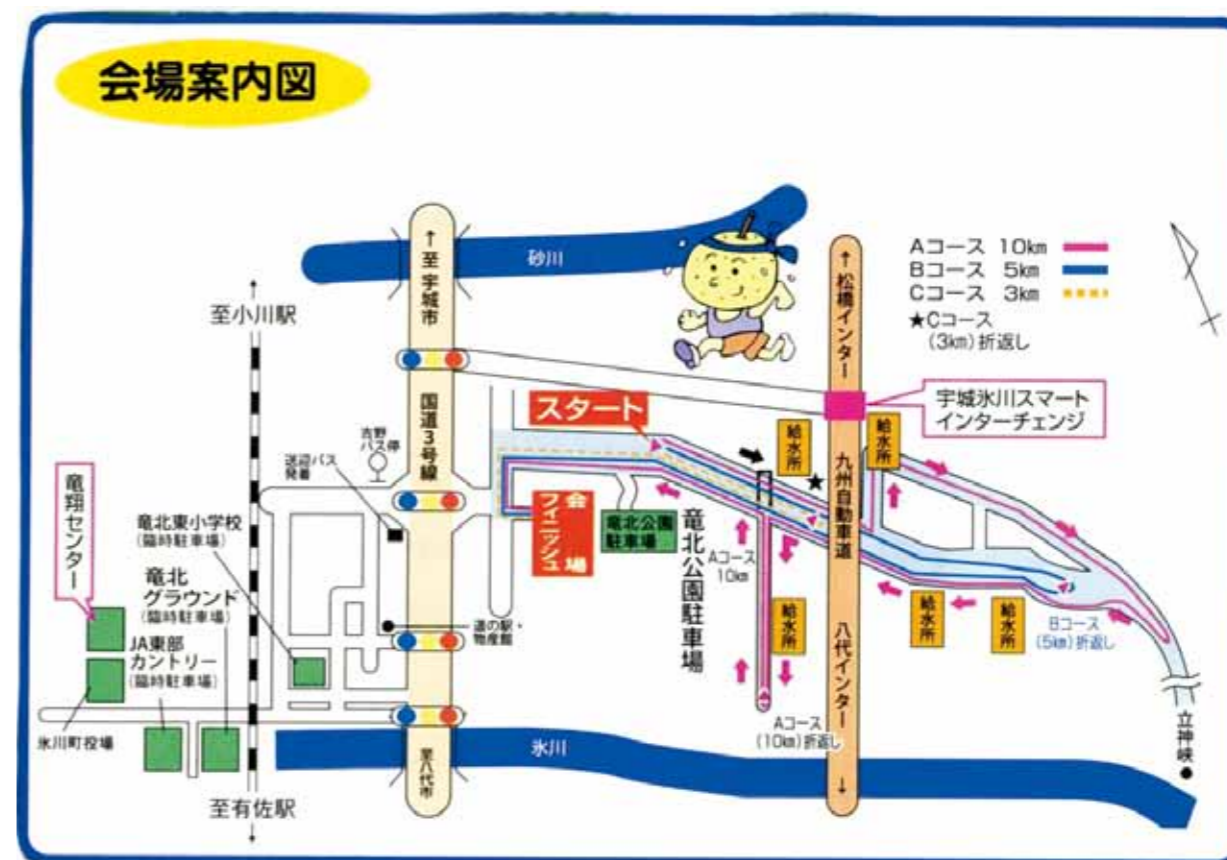 会場案内図
Aコース 10km
Bコース 5km
Cコース 3km
★Cコース
(3km) 折返し
砂川
↑至宇城市
国道3号線
至八代市
至小川駅
至有佐駅
↑松橋インター
九州自動車道
八代インター↓
宇城氷川スマート
インターチェンジ
スタート
会場
フィニッシュ
竜北公園
駐車場
竜北公園駐車場
給水所
給水所
給水所
給水所
給水所
Aコース
10km
Aコース
(10km)折返し
Bコース
(5km)折返し
★
吉野
バス停
送迎バス
発着
道の駅・
物産館
竜翔センター
竜北東小学校
(臨時駐車場)
竜北
グラウンド
(臨時駐車場)
JA東部
カントリー
(臨時駐車場)
氷川町役場
氷川
立神峡